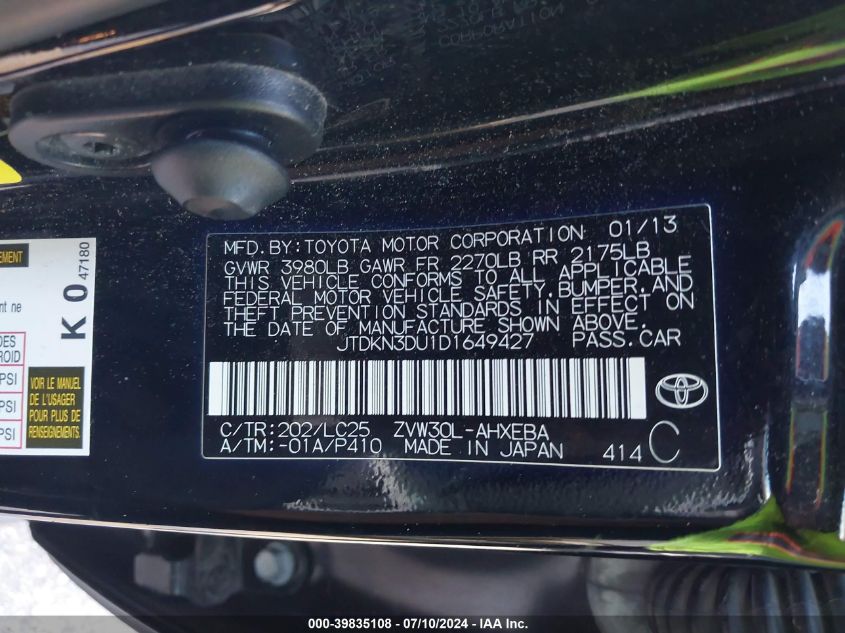 MFD. BY: TOYOTA MOTOR CORPORATION 01/13
GVWR 3980LB GAWR FR 2270LB RR 2175LB
THIS VEHICLE CONFORMS TO ALL APPLICABLE
FEDERAL MOTOR VEHICLE SAFETY, BUMPER, AND
THEFT PREVENTION STANDARDS IN EFFECT ON
THE DATE OF MANUFACTURE SHOWN ABOVE.
JTDKN3DU1D1649427 PASS. CAR
C/TR: 202/LC25 ZVW30L-AHXEBA
A/TM: -01A/P410 MADE IN JAPAN 414 C
K0 47180
PSI
PSI
VOIR LE MANUEL
DE L'USAGER
POUR PLUS DE
RENSEIGNEMENTS
000-39835108 - 07/10/2024 - IAA Inc.